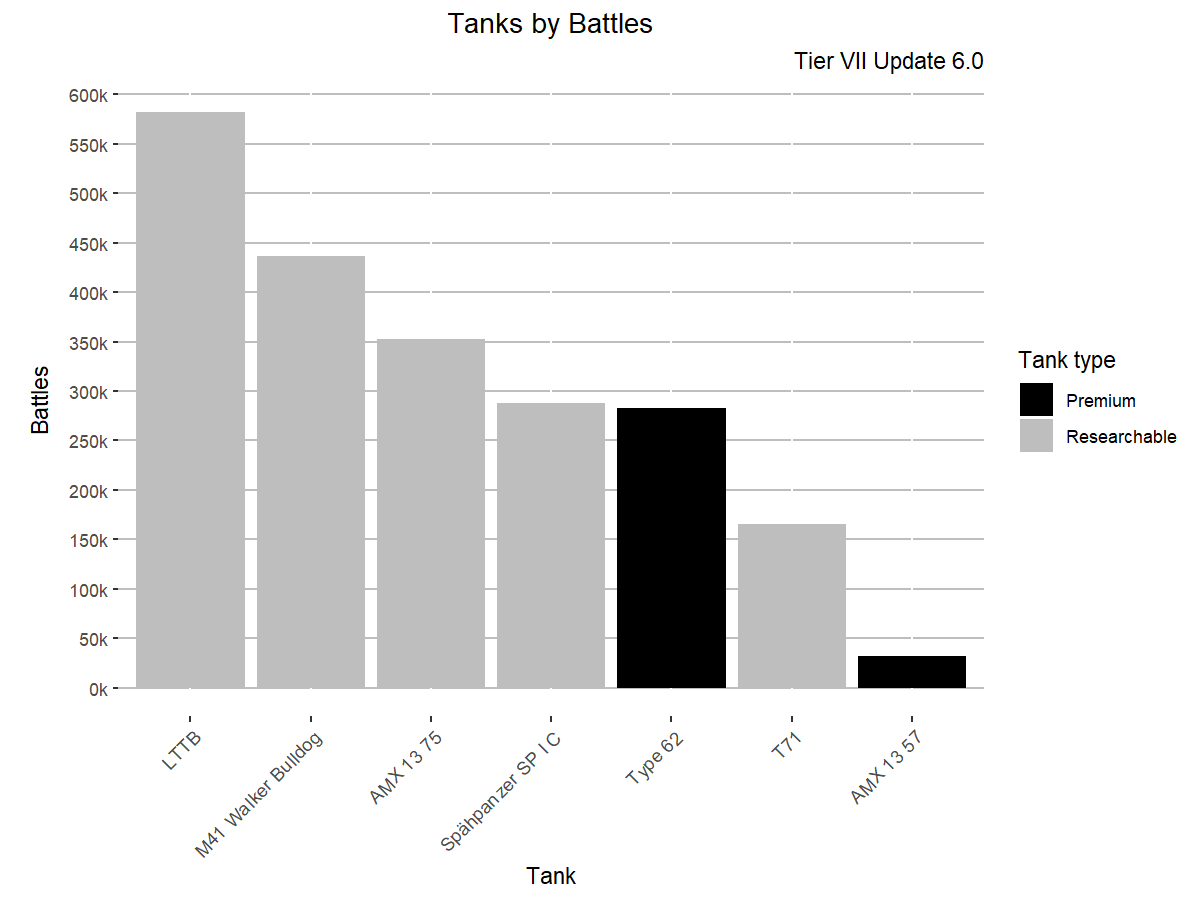 Tanks by Battles
Tier VII Update 6.0
600k
550k
500k
450k
400k
350k
300k
250k
200k
150k
100k
50k
0k
Battles
LTTB
M41 Walker Bulldog
AMX 13 75
Spähpanzer SP I C
Type 62
T71
AMX 13 57
Tank
Tank type
Premium
Researchable